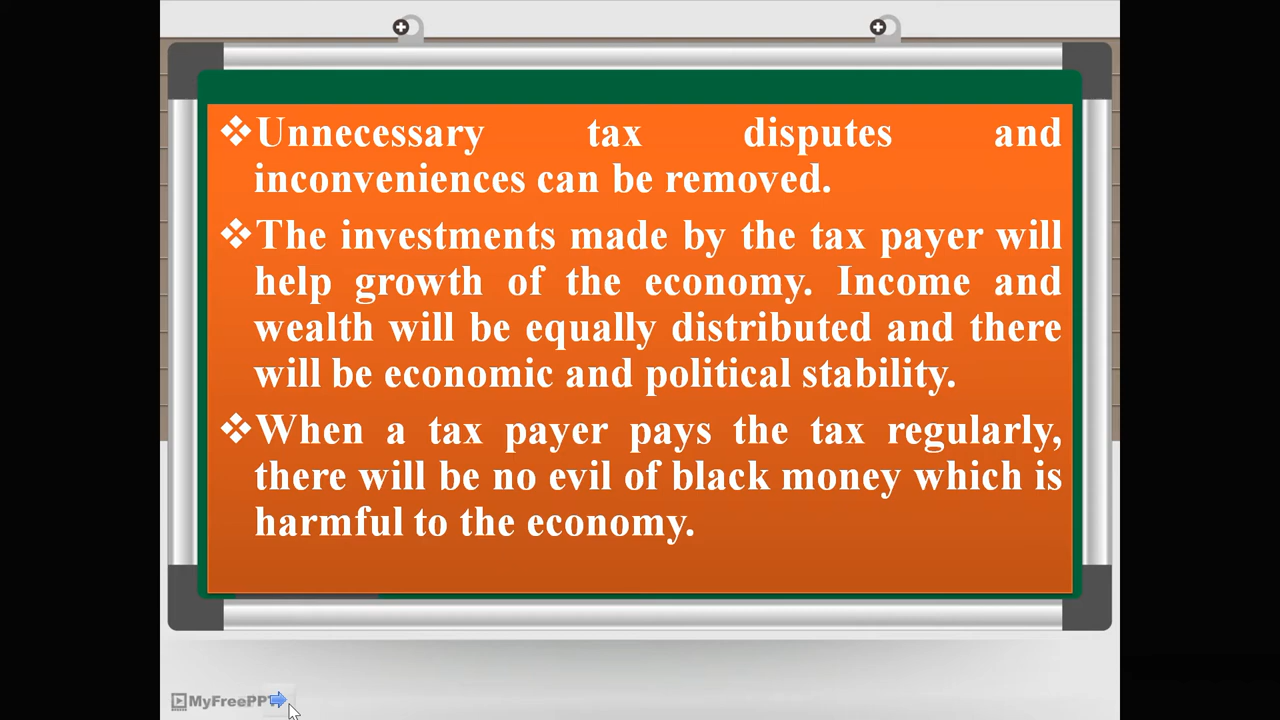 ❖Unnecessary tax disputes and
inconveniences can be removed.
❖The investments made by the tax payer will
help growth of the economy. Income and
wealth will be equally distributed and there
will be economic and political stability.
❖When a tax payer pays the tax regularly,
there will be no evil of black money which is
harmful to the economy.